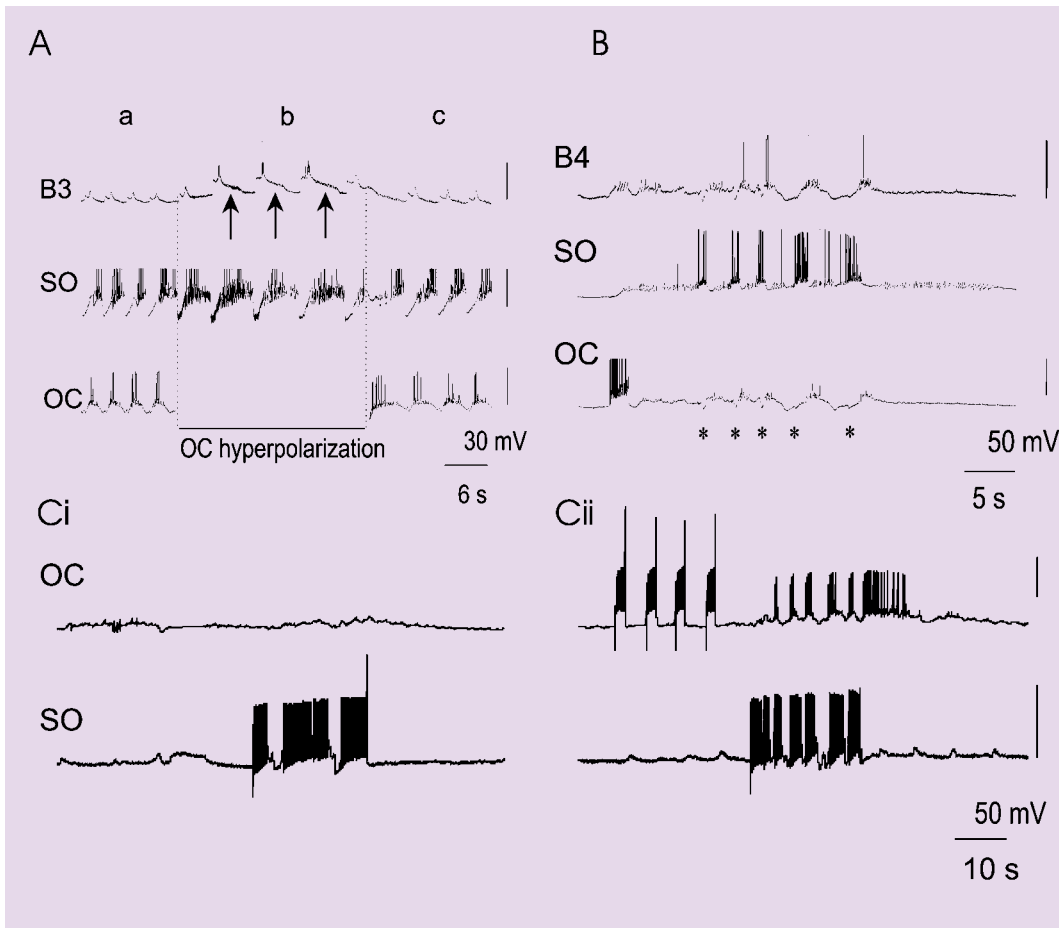 A
a b c
B3
SO
OC
OC hyperpolarization
30 mV
6 s
B
B4
SO
OC
* * * * *
50 mV
5 s
Ci
OC
SO
Cii
50 mV
10 s